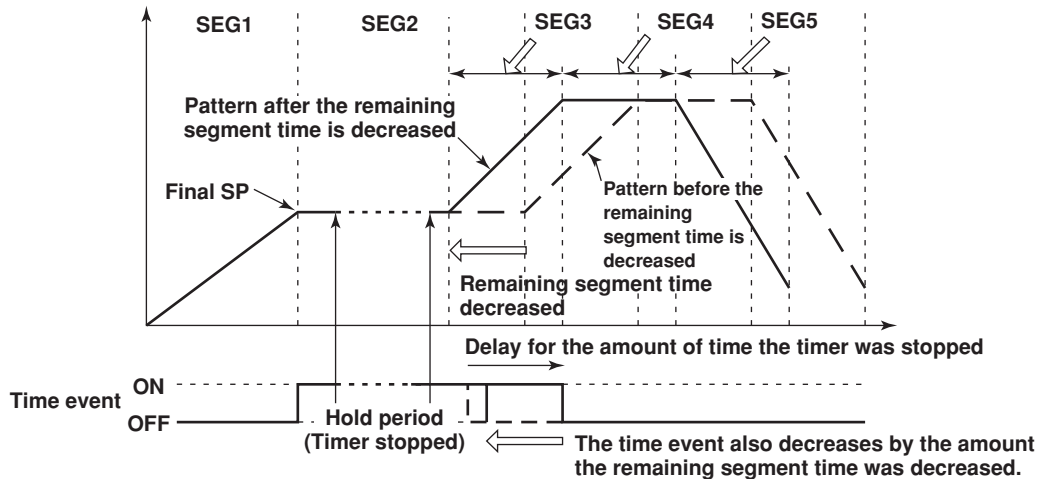 SEG1 SEG2 SEG3 SEG4 SEG5
Pattern after the remaining
segment time is decreased
Final SP
Pattern before the
remaining
segment time is
decreased
Remaining segment time
decreased
Delay for the amount of time the timer was stopped
Time event
ON
OFF
Hold period
(Timer stopped)
The time event also decreases by the amount
the remaining segment time was decreased.